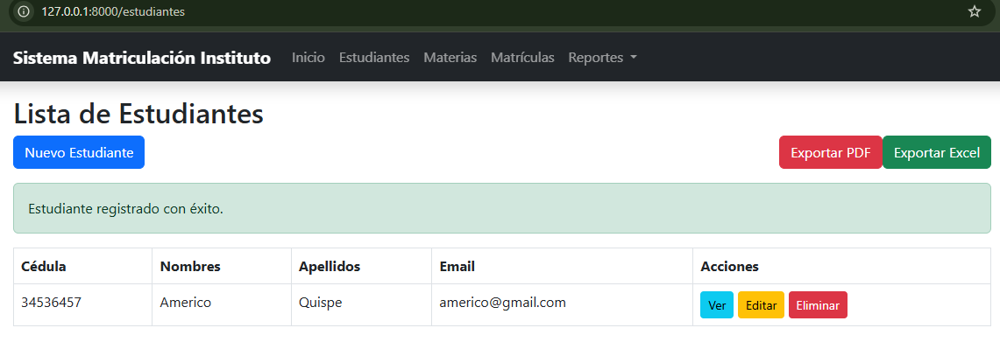 127.0.0.1:8000/estudiantes
Sistema Matriculación Instituto Inicio Estudiantes Materias Matrículas Reportes
Lista de Estudiantes
Nuevo Estudiante Exportar PDF Exportar Excel
Estudiante registrado con éxito.
Cédula Nombres Apellidos Email Acciones
34536457 Americo Quispe americo@gmail.com Ver Editar Eliminar